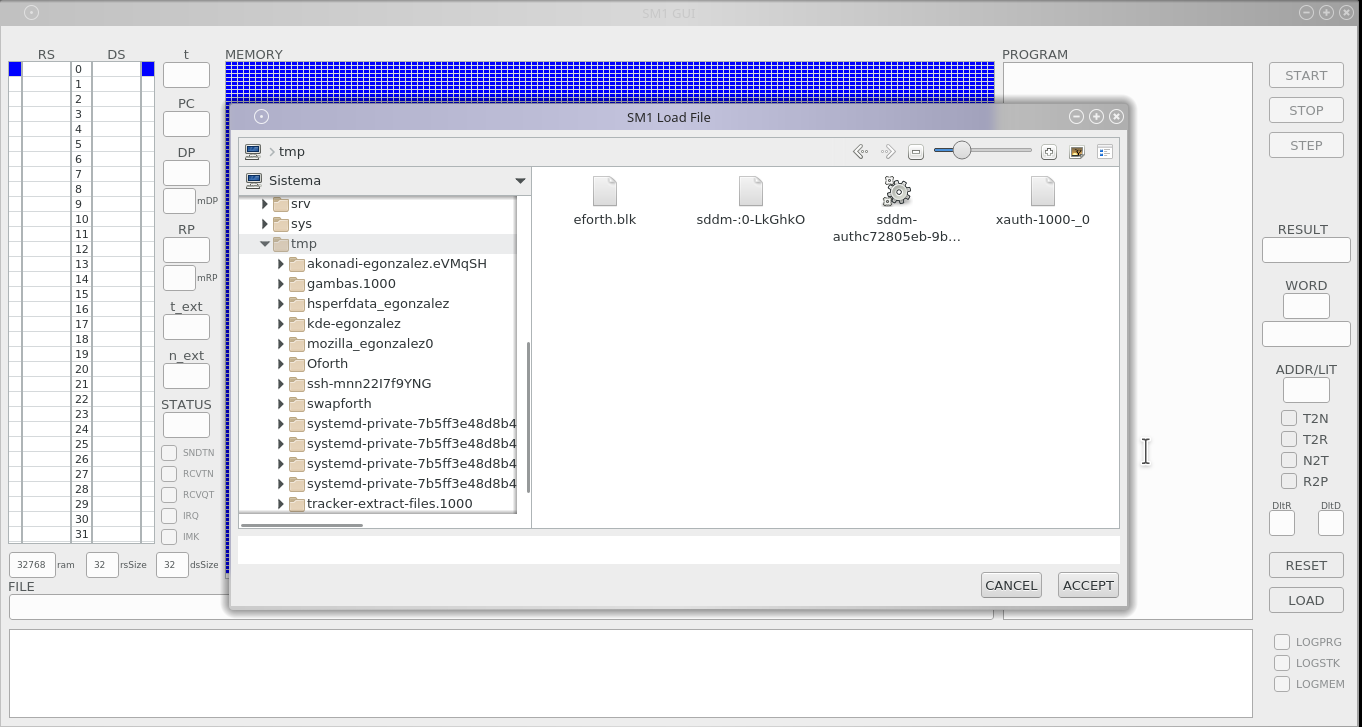 SM1 GUI
RS DS t MEMORY PROGRAM
0
1
2
3
4
5
6
7
8
9
10
11
12
13
14
15
16
17
18
19
20
21
22
23
24
25
26
27
28
29
30
31
PC
DP
mDP
RP
mRP
t_ext
n_ext
STATUS
SNDTN
RCVTN
RCVQT
IRQ
IMK
32768 ram 32 rsSize 32 dsSize
FILE
SM1 Load File
tmp
Sistema
srv
sys
tmp
akonadi-egonzalez.eVMqSH
gambas.1000
hsperfdata_egonzalez
kde-egonzalez
mozilla_egonzalez0
Oforth
ssh-mnn22I7f9YNG
swapforth
systemd-private-7b5ff3e48d8b4
systemd-private-7b5ff3e48d8b4
systemd-private-7b5ff3e48d8b4
systemd-private-7b5ff3e48d8b4
tracker-extract-files.1000
eforth.blk
sddm-:0-LkGhkO
sddm-
authc72805eb-9b...
xauth-1000-_0
CANCEL ACCEPT
START
STOP
STEP
RESULT
WORD
ADDR/LIT
T2N
T2R
N2T
R2P
DltR DltD
RESET
LOAD
LOGPRG
LOGSTK
LOGMEM